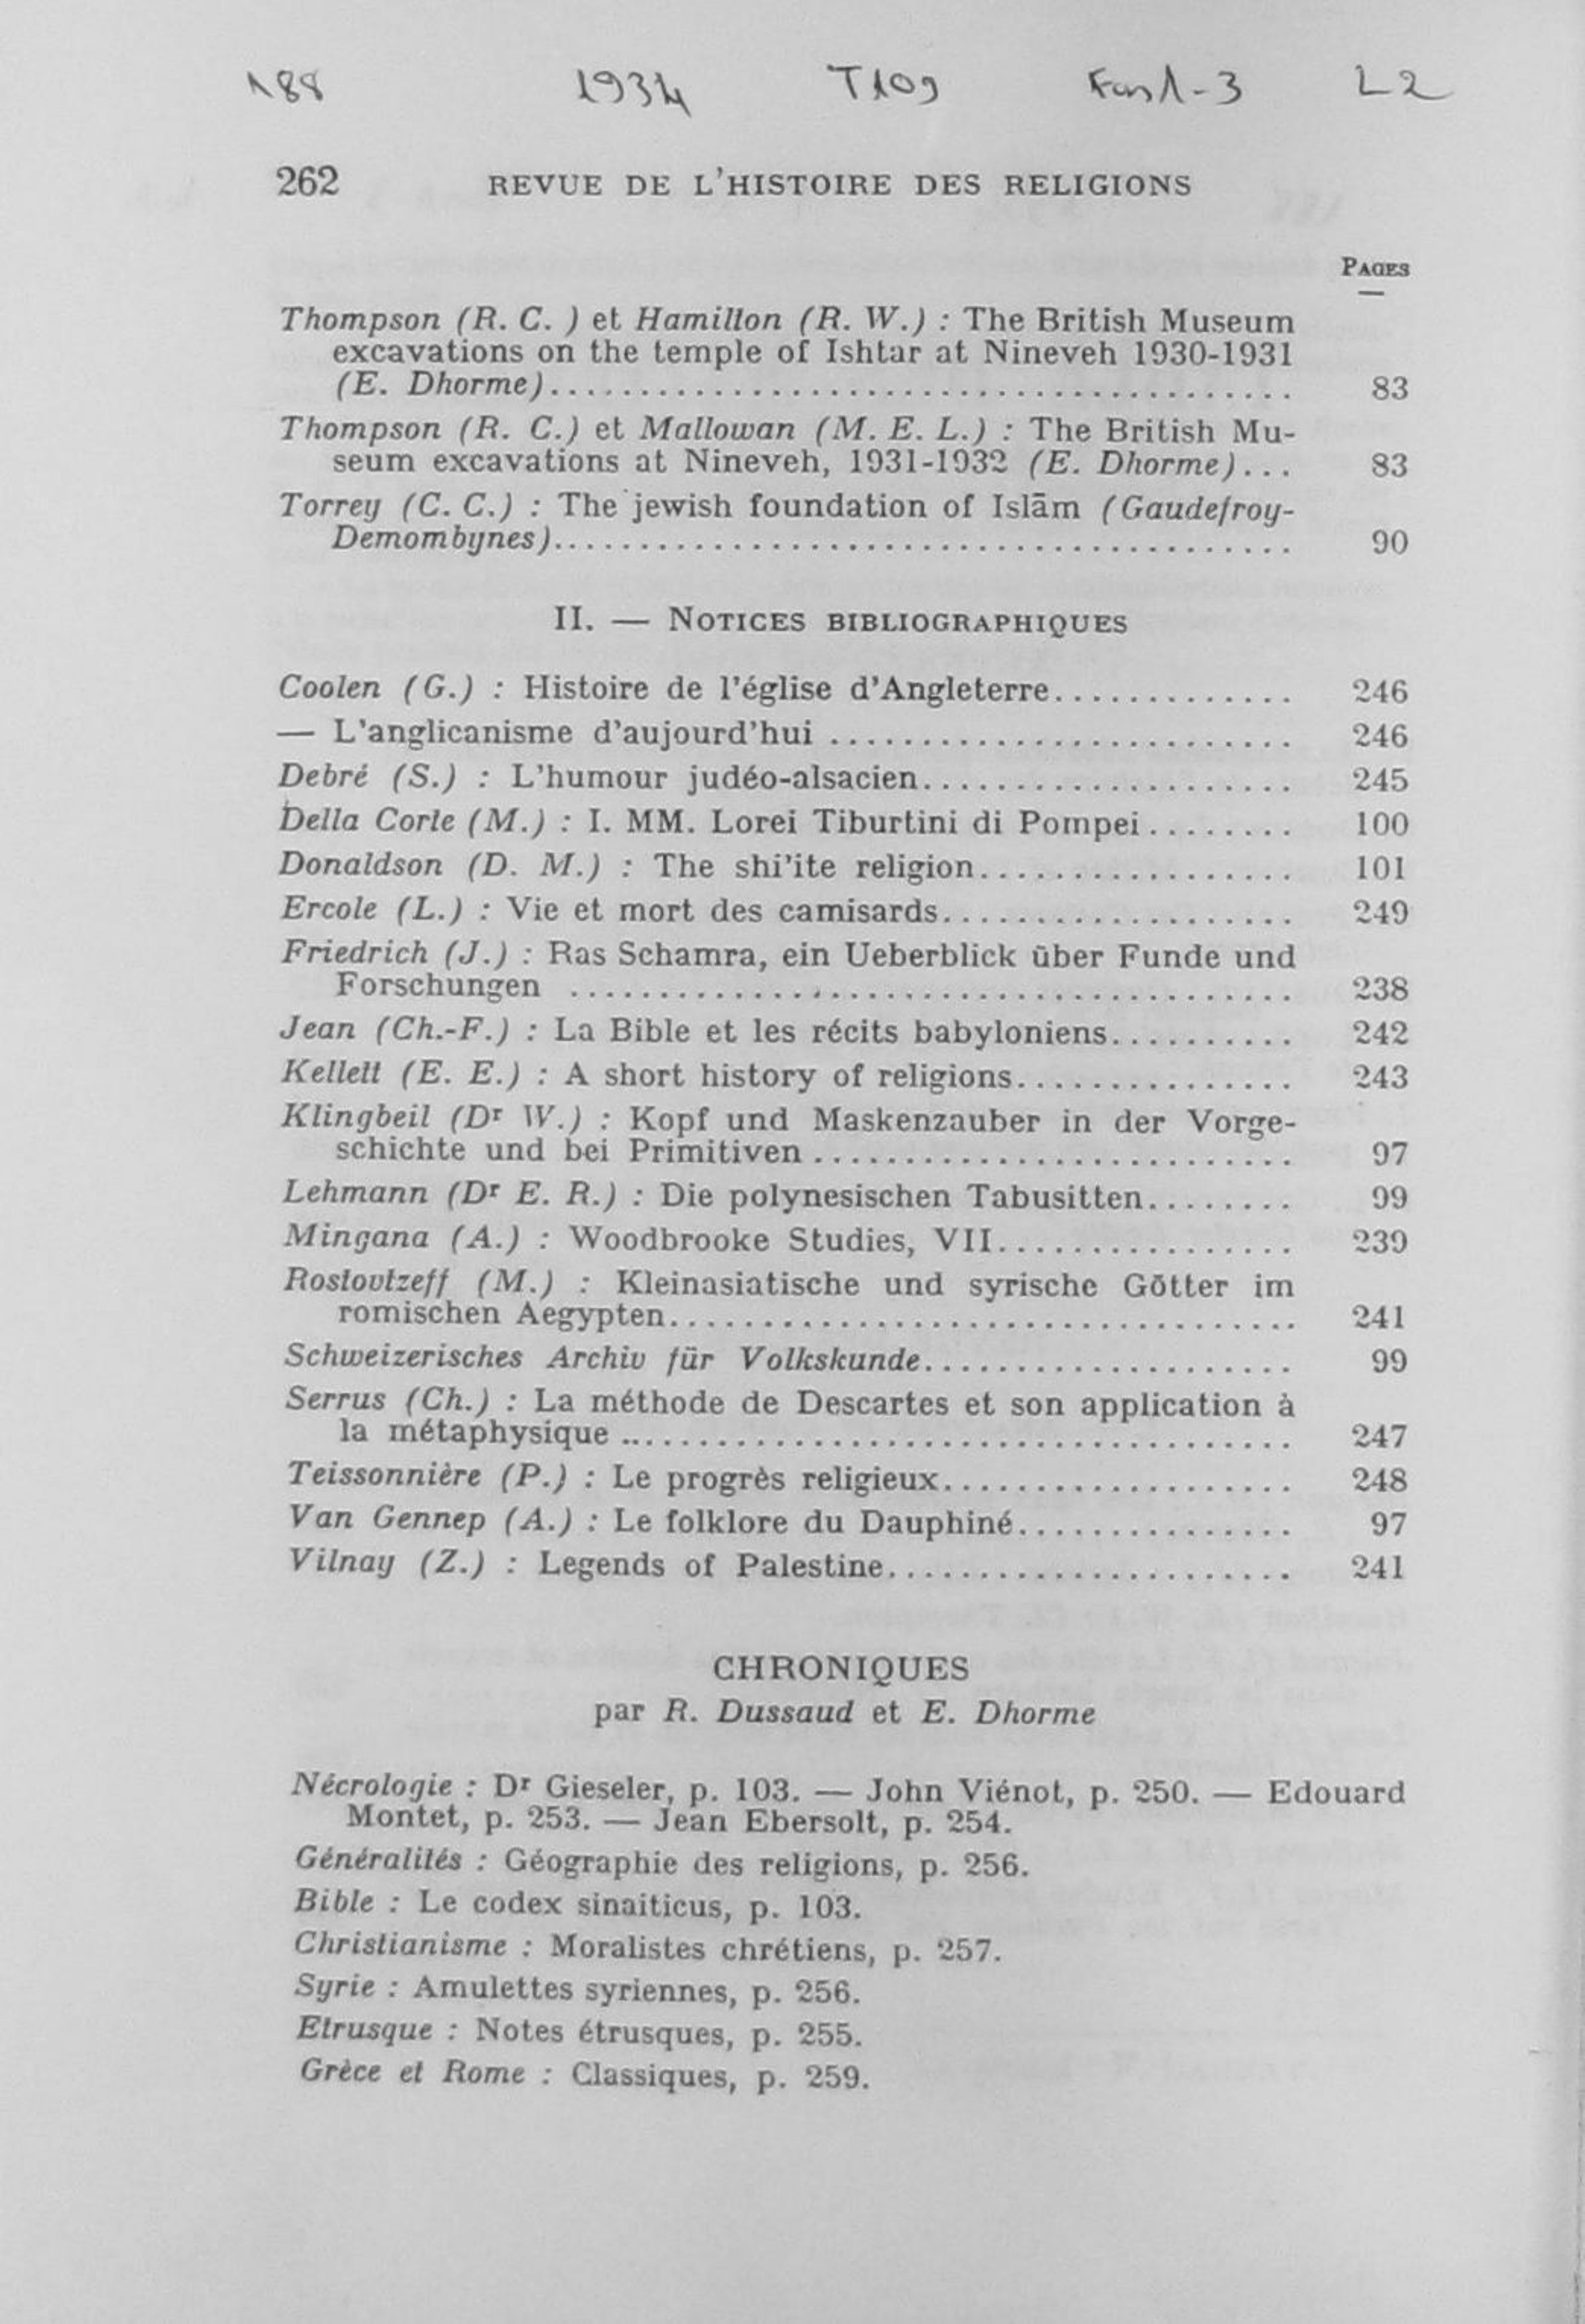 188 1934 T109 Fas 1-3 L2
262 REVUE DE L'HISTOIRE DES RELIGIONS
PAGES
Thompson (R. C. ) et Hamilton (R. W.) : The British Museum
excavations on the temple of Ishtar at Nineveh 1930-1931
(E. Dhorme)........................................ 83
Thompson (R. C.) et Mallowan (M. E. L.) : The British Mu-
seum excavations at Nineveh, 1931-1932 (E. Dhorme)... 83
Torrey (C. C.) : The jewish foundation of Islām (Gaudefroy-
Demombynes)........................................ 90
II. — NOTICES BIBLIOGRAPHIQUES
Coolen (G.) : Histoire de l'église d'Angleterre............. 246
— L'anglicanisme d'aujourd'hui ......................... 246
Debré (S.) : L'humour judéo-alsacien.................... 245
Della Corte (M.) : I. MM. Lorei Tiburtini di Pompei........ 100
Donaldson (D. M.) : The shi'ite religion................. 101
Ercole (L.) : Vie et mort des camisards................... 249
Friedrich (J.) : Ras Schamra, ein Ueberblick über Funde und
Forschungen ....................................... 238
Jean (Ch.-F.) : La Bible et les récits babyloniens.......... 242
Kellett (E. E.) : A short history of religions............... 243
Klingbeil (Dr W.) : Kopf und Maskenzauber in der Vorge-
schichte und bei Primitiven .......................... 97
Lehmann (Dr E. R.) : Die polynesischen Tabusitten........ 99
Mingana (A.) : Woodbrooke Studies, VII................ 239
Rostovtzeff (M.) : Kleinasiatische und syrische Götter im
romischen Aegypten.................................. 241
Schweizerisches Archiv für Volkskunde.................... 99
Serrus (Ch.) : La méthode de Descartes et son application à
la métaphysique .................................... 247
Teissonnière (P.) : Le progrès religieux................... 248
Van Gennep (A.) : Le folklore du Dauphiné............... 97
Vilnay (Z.) : Legends of Palestine...................... 241
CHRONIQUES
par R. Dussaud et E. Dhorme
Nécrologie : Dr Gieseler, p. 103. — John Viénot, p. 250. — Edouard
Montet, p. 253. — Jean Ebersolt, p. 254.
Généralités : Géographie des religions, p. 256.
Bible : Le codex sinaiticus, p. 103.
Christianisme : Moralistes chrétiens, p. 257.
Syrie : Amulettes syriennes, p. 256.
Etrusque : Notes étrusques, p. 255.
Grèce et Rome : Classiques, p. 259.